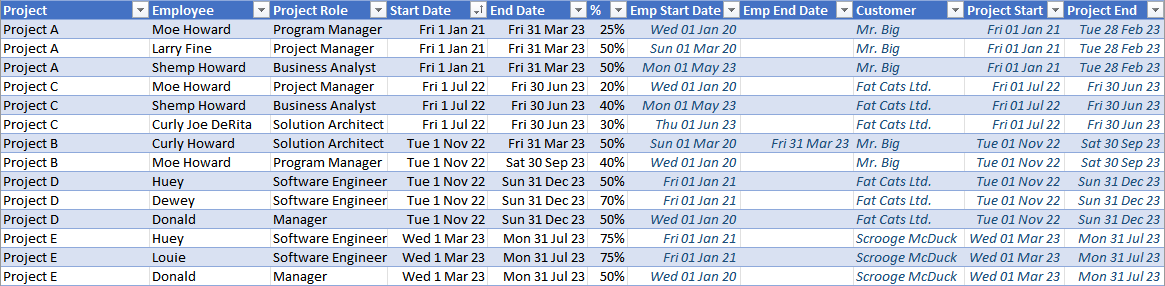 Project Employee Project Role Start Date End Date % Emp Start Date Emp End Date Customer Project Start Project End
Project A Moe Howard Program Manager Fri 1 Jan 21 Fri 31 Mar 23 25% Wed 01 Jan 20 Mr. Big Fri 01 Jan 21 Tue 28 Feb 23
Project A Larry Fine Project Manager Fri 1 Jan 21 Fri 31 Mar 23 50% Sun 01 Mar 20 Mr. Big Fri 01 Jan 21 Tue 28 Feb 23
Project A Shemp Howard Business Analyst Fri 1 Jan 21 Fri 31 Mar 23 50% Mon 01 May 23 Mr. Big Fri 01 Jan 21 Tue 28 Feb 23
Project C Moe Howard Project Manager Fri 1 Jul 22 Fri 30 Jun 23 20% Wed 01 Jan 20 Fat Cats Ltd. Fri 01 Jul 22 Fri 30 Jun 23
Project C Shemp Howard Business Analyst Fri 1 Jul 22 Fri 30 Jun 23 40% Mon 01 May 23 Fat Cats Ltd. Fri 01 Jul 22 Fri 30 Jun 23
Project C Curly Joe DeRita Solution Architect Fri 1 Jul 22 Fri 30 Jun 23 30% Thu 01 Jun 23 Fat Cats Ltd. Fri 01 Jul 22 Fri 30 Jun 23
Project B Curly Howard Solution Architect Tue 1 Nov 22 Fri 31 Mar 23 50% Sun 01 Mar 20 Fri 31 Mar 23 Mr. Big Tue 01 Nov 22 Sat 30 Sep 23
Project B Moe Howard Program Manager Tue 1 Nov 22 Sat 30 Sep 23 40% Wed 01 Jan 20 Mr. Big Tue 01 Nov 22 Sat 30 Sep 23
Project D Huey Software Engineer Tue 1 Nov 22 Sun 31 Dec 23 50% Fri 01 Jan 21 Fat Cats Ltd. Tue 01 Nov 22 Sun 31 Dec 23
Project D Dewey Software Engineer Tue 1 Nov 22 Sun 31 Dec 23 70% Fri 01 Jan 21 Fat Cats Ltd. Tue 01 Nov 22 Sun 31 Dec 23
Project D Donald Manager Tue 1 Nov 22 Sun 31 Dec 23 50% Wed 01 Jan 20 Fat Cats Ltd. Tue 01 Nov 22 Sun 31 Dec 23
Project E Huey Software Engineer Wed 1 Mar 23 Mon 31 Jul 23 75% Fri 01 Jan 21 Scrooge McDuck Wed 01 Mar 23 Mon 31 Jul 23
Project E Louie Software Engineer Wed 1 Mar 23 Mon 31 Jul 23 75% Fri 01 Jan 21 Scrooge McDuck Wed 01 Mar 23 Mon 31 Jul 23
Project E Donald Manager Wed 1 Mar 23 Mon 31 Jul 23 50% Wed 01 Jan 20 Scrooge McDuck Wed 01 Mar 23 Mon 31 Jul 23